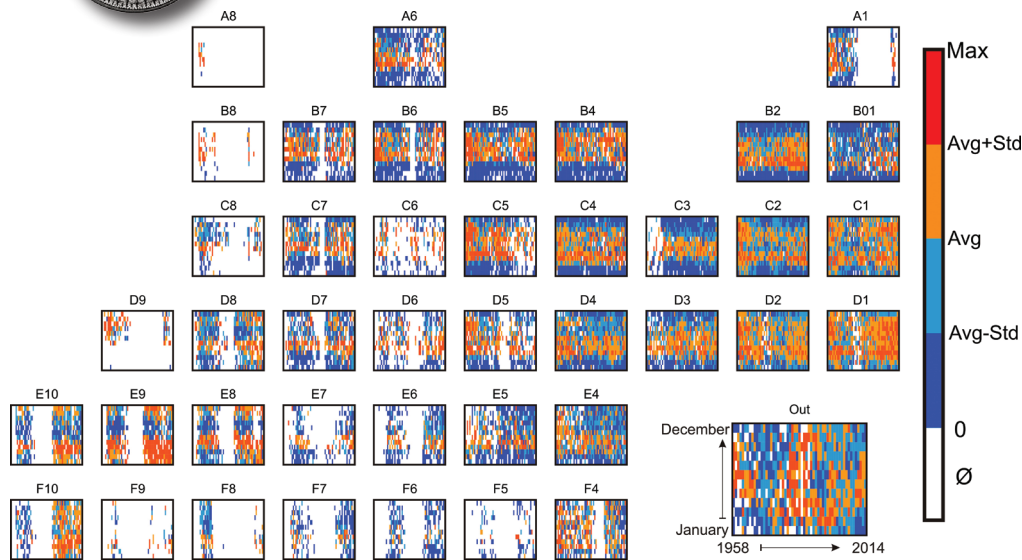 A8 A6 A1
Max
B8 B7 B6 B5 B4 B2 B01
Avg+Std
C8 C7 C6 C5 C4 C3 C2 C1
Avg
D9 D8 D7 D6 D5 D4 D3 D2 D1
Avg-Std
E10 E9 E8 E7 E6 E5 E4
Out
December
0
Ø
F10 F9 F8 F7 F6 F5 F4
January
1958 2014